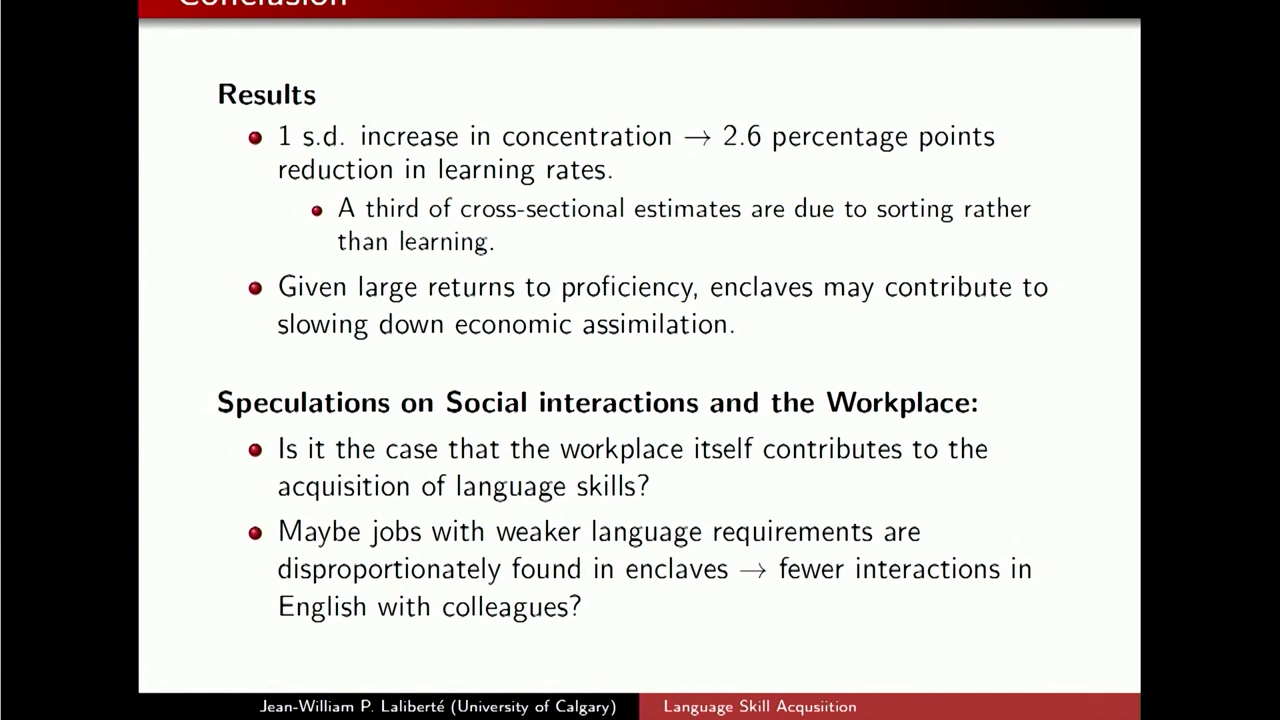 Conclusion
Results
1 s.d. increase in concentration → 2.6 percentage points
reduction in learning rates.
A third of cross-sectional estimates are due to sorting rather
than learning.
Given large returns to proficiency, enclaves may contribute to
slowing down economic assimilation.
Speculations on Social interactions and the Workplace:
Is it the case that the workplace itself contributes to the
acquisition of language skills?
Maybe jobs with weaker language requirements are
disproportionately found in enclaves → fewer interactions in
English with colleagues?
Jean-William P. Laliberté (University of Calgary)
Language Skill Acqusiition